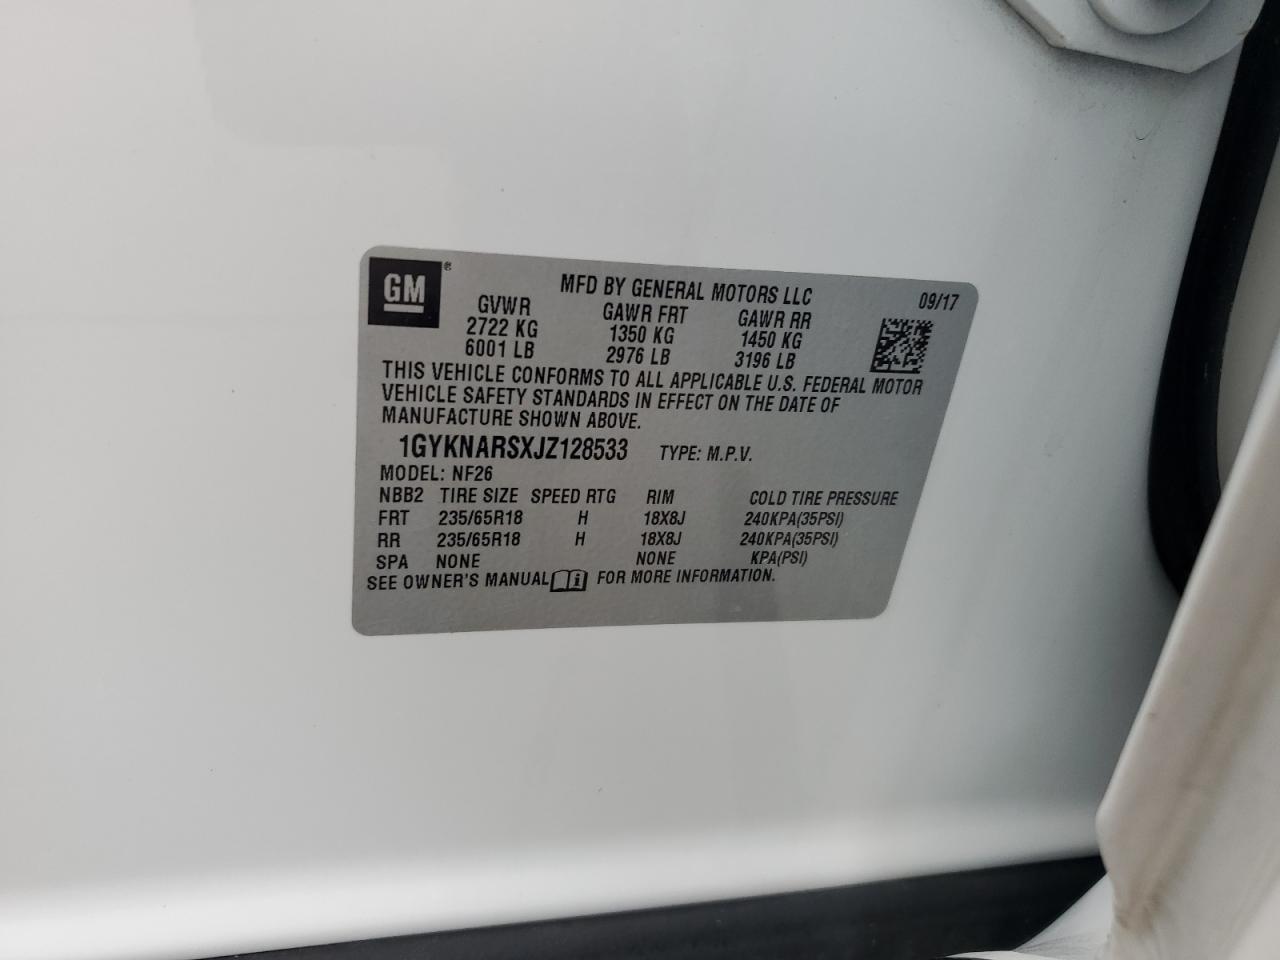 GM® MFD BY GENERAL MOTORS LLC 09/17
GVWR GAWR FRT GAWR RR
2722 KG 1350 KG 1450 KG
6001 LB 2976 LB 3196 LB
THIS VEHICLE CONFORMS TO ALL APPLICABLE U.S. FEDERAL MOTOR
VEHICLE SAFETY STANDARDS IN EFFECT ON THE DATE OF
MANUFACTURE SHOWN ABOVE.
1GYKNARSXJZ128533 TYPE: M.P.V.
MODEL: NF26
NBB2 TIRE SIZE SPEED RTG RIM COLD TIRE PRESSURE
FRT 235/65R18 H 18X8J 240KPA(35PSI)
RR 235/65R18 H 18X8J 240KPA(35PSI)
SPA NONE NONE KPA(PSI)
SEE OWNER'S MANUAL i FOR MORE INFORMATION.